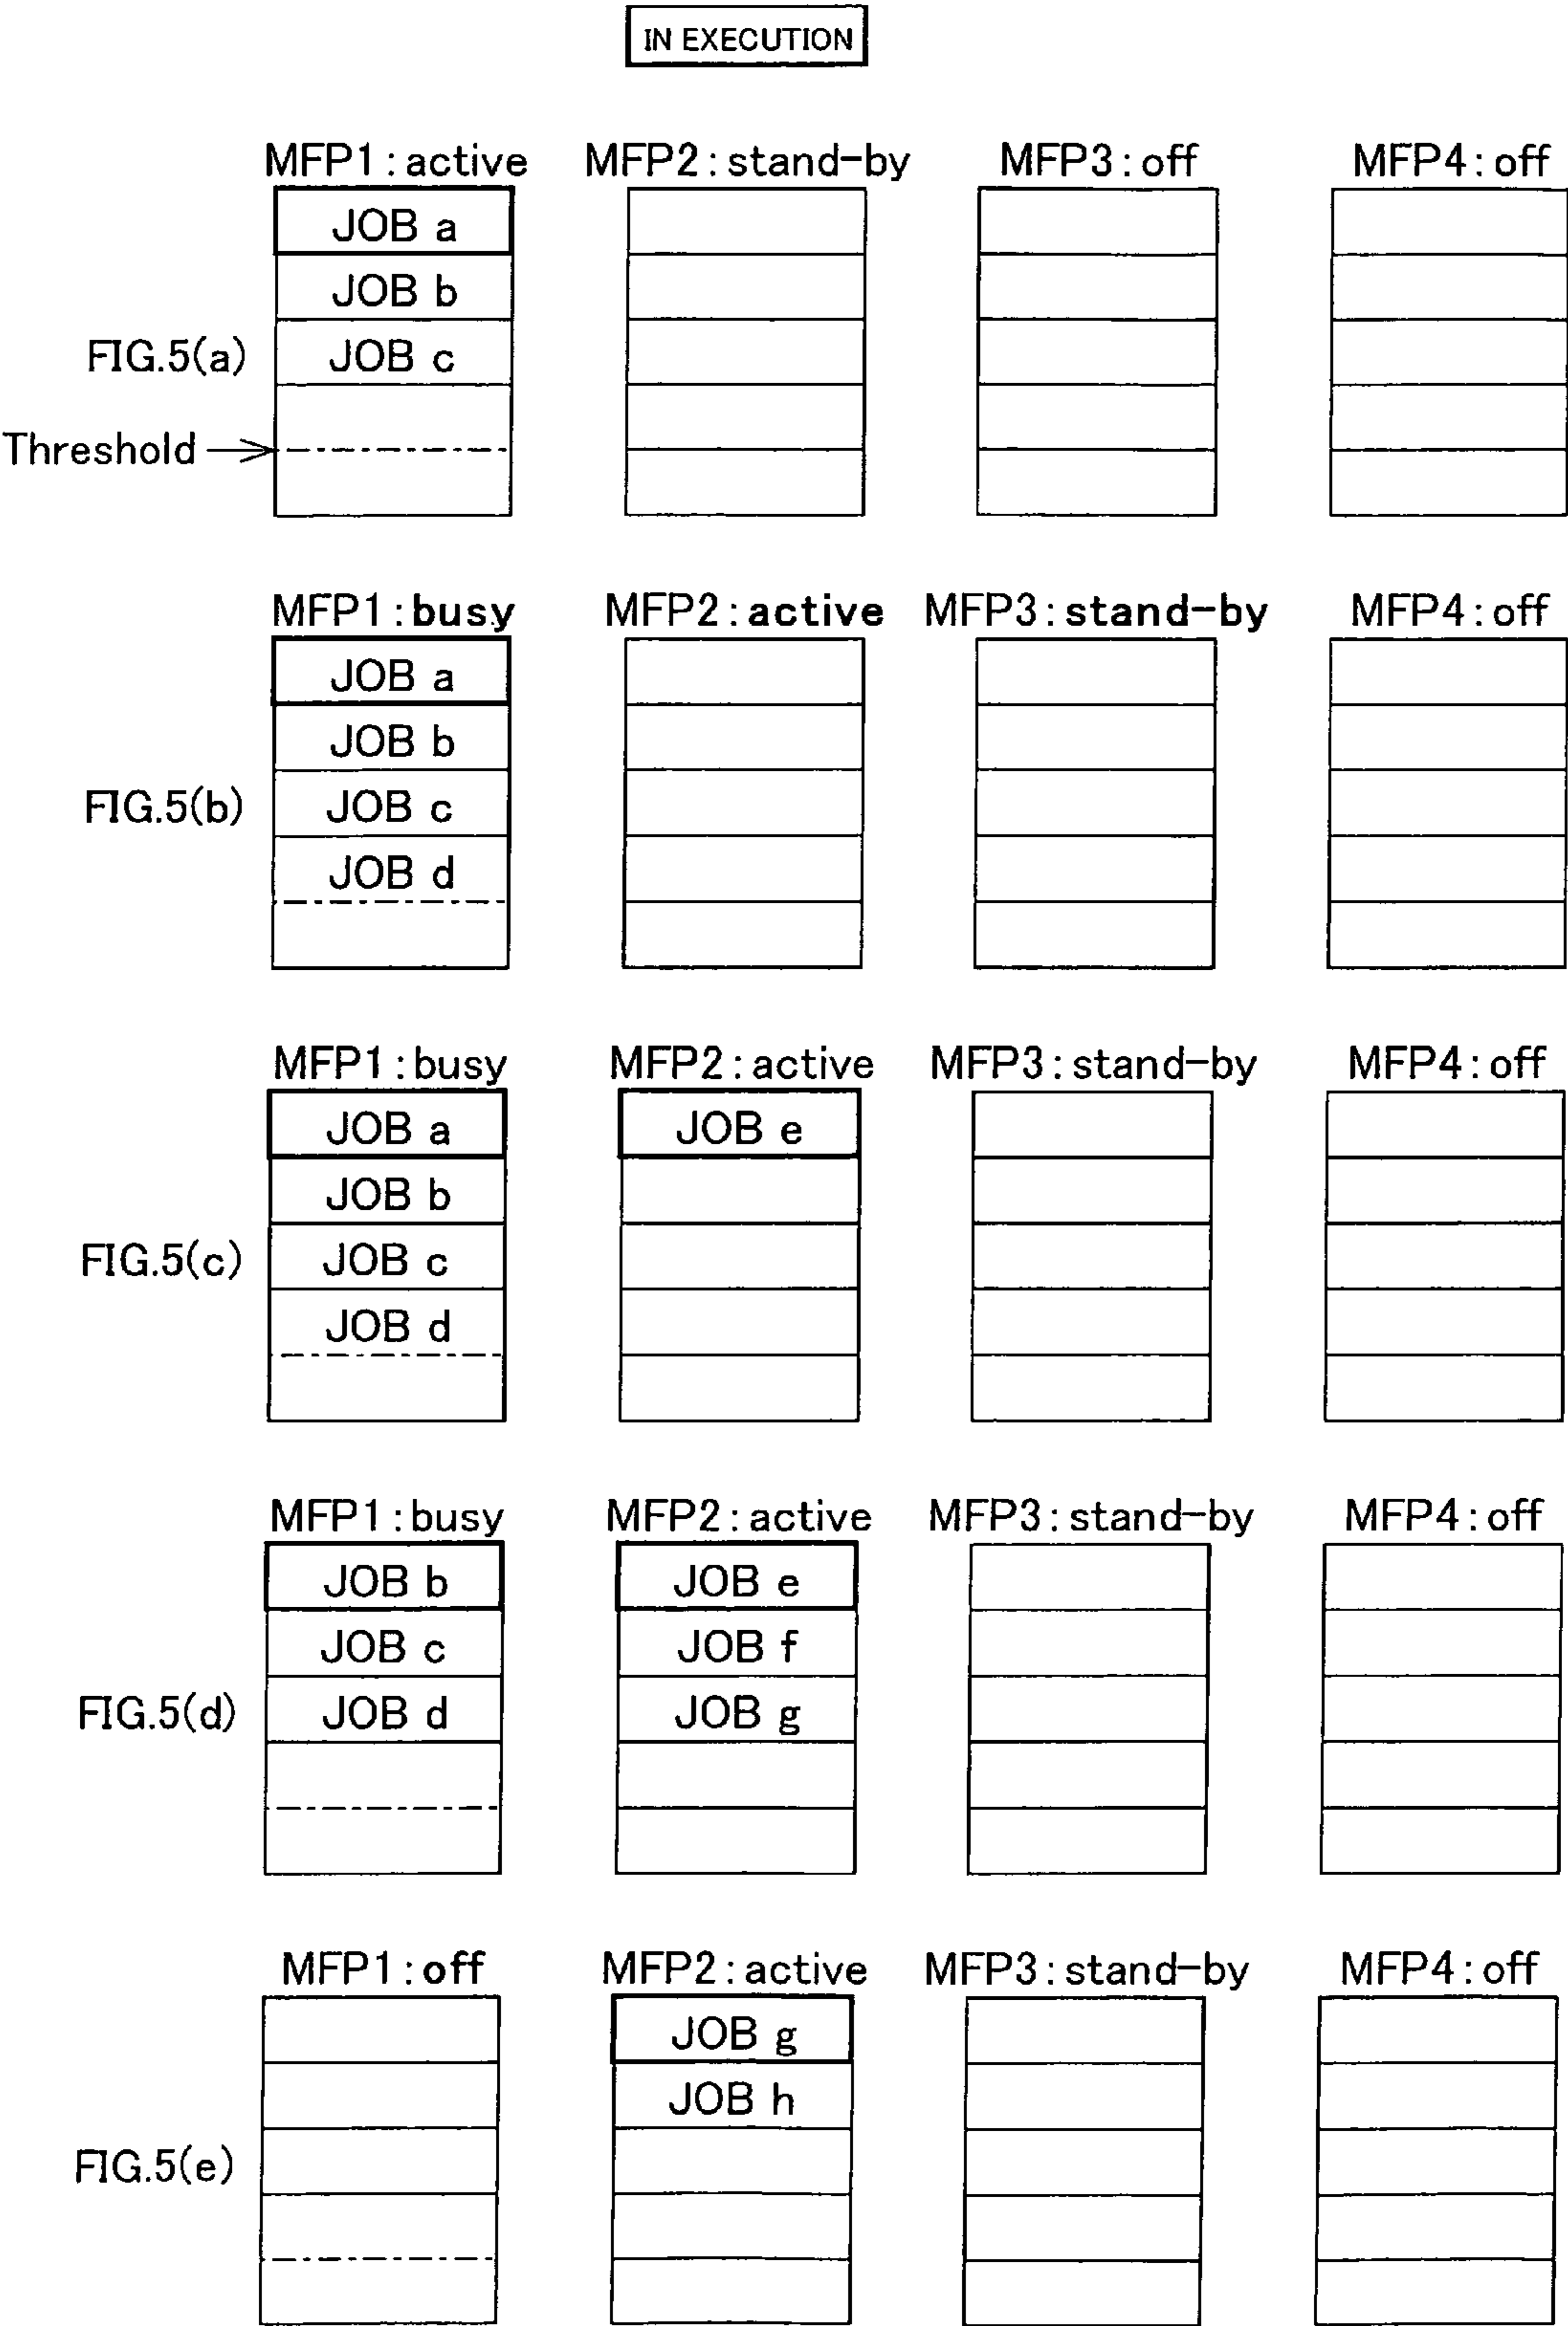 IN EXECUTION
MFP1:active MFP2:stand-by MFP3:off MFP4:off
JOB a
JOB b
FIG.5(a) JOB c
Threshold
MFP1:busy MFP2:active MFP3:stand-by MFP4:off
JOB a
JOB b
FIG.5(b) JOB c
JOB d
MFP1:busy MFP2:active MFP3:stand-by MFP4:off
JOB a JOB e
JOB b
FIG.5(c) JOB c
JOB d
MFP1:busy MFP2:active MFP3:stand-by MFP4:off
JOB b JOB e
JOB c JOB f
FIG.5(d) JOB d JOB g
MFP1:off MFP2:active MFP3:stand-by MFP4:off
JOB g
JOB h
FIG.5(e)